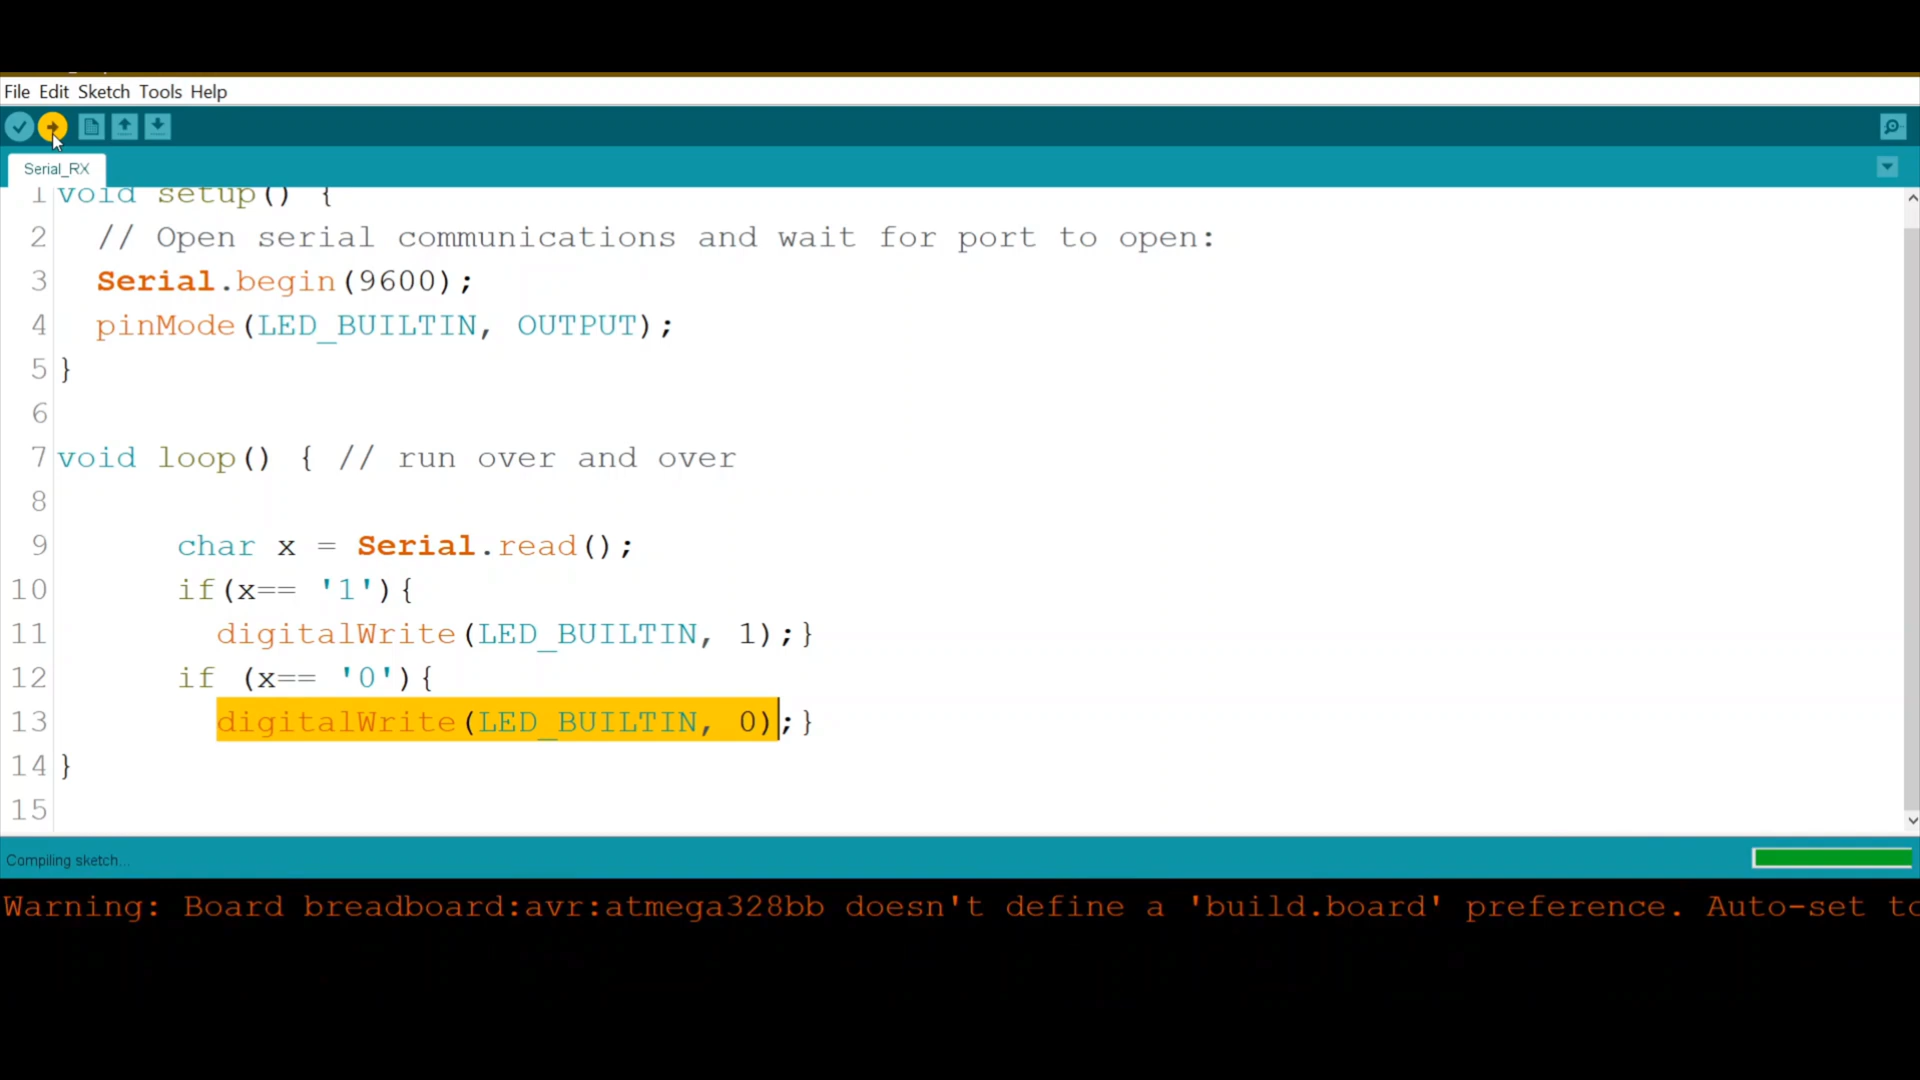 File Edit Sketch Tools Help
Serial_RX
1 void setup() {
2 // Open serial communications and wait for port to open:
3 Serial.begin(9600);
4 pinMode(LED_BUILTIN, OUTPUT);
5 }
6
7 void loop() { // run over and over
8
9 char x = Serial.read();
10 if(x== '1'){
11 digitalWrite(LED_BUILTIN, 1);}
12 if (x== '0'){
13 digitalWrite(LED_BUILTIN, 0);}
14 }
15
Compiling sketch...
Warning: Board breadboard:avr:atmega328bb doesn't define a 'build.board' preference. Auto-set to